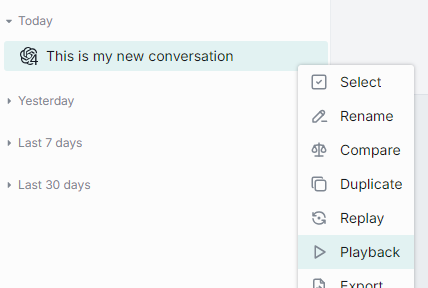 Today
This is my new conversation
Yesterday
Last 7 days
Last 30 days
Select
Rename
Compare
Duplicate
Replay
Playback
Export